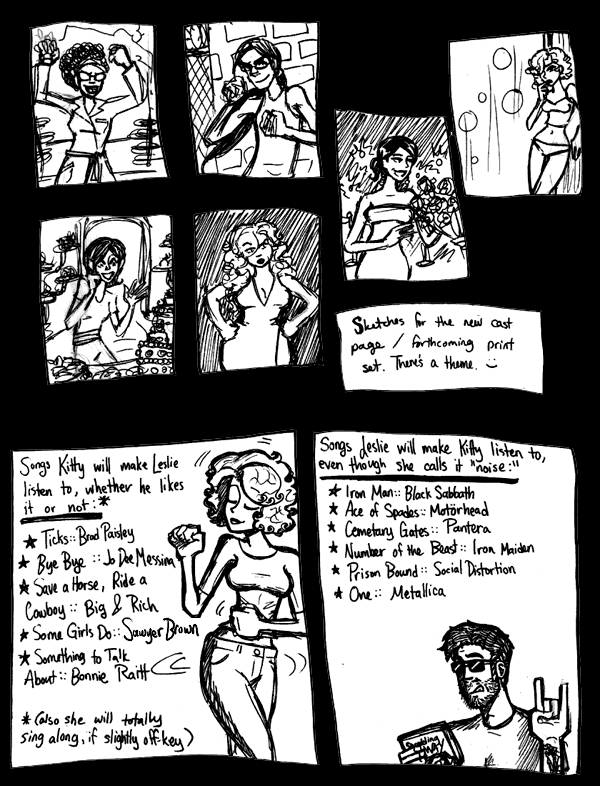 Sketches for the new cast
page / forthcoming print
set. There's a theme. :)
Songs Kitty will make Leslie
listen to, whether he likes
it or not:*
★ Ticks:: Brad Paisley
★ Bye Bye :: Jo Dee Messina
★ Save a Horse, Ride a
Cowboy:: Big & Rich
★ Some Girls Do:: Sawyer Brown
★ Something to Talk
About:: Bonnie Raitt
*(also she will totally
sing along, if slightly off-key)
Songs Leslie will make Kitty listen to,
even though she calls it "noise:"
★ Iron Man:: Black Sabbath
★ Ace of Spades:: Motörhead
★ Cemetary Gates:: Pantera
★ Number of the Beast:: Iron Maiden
★ Prison Bound:: Social Distortion
★ One:: Metallica